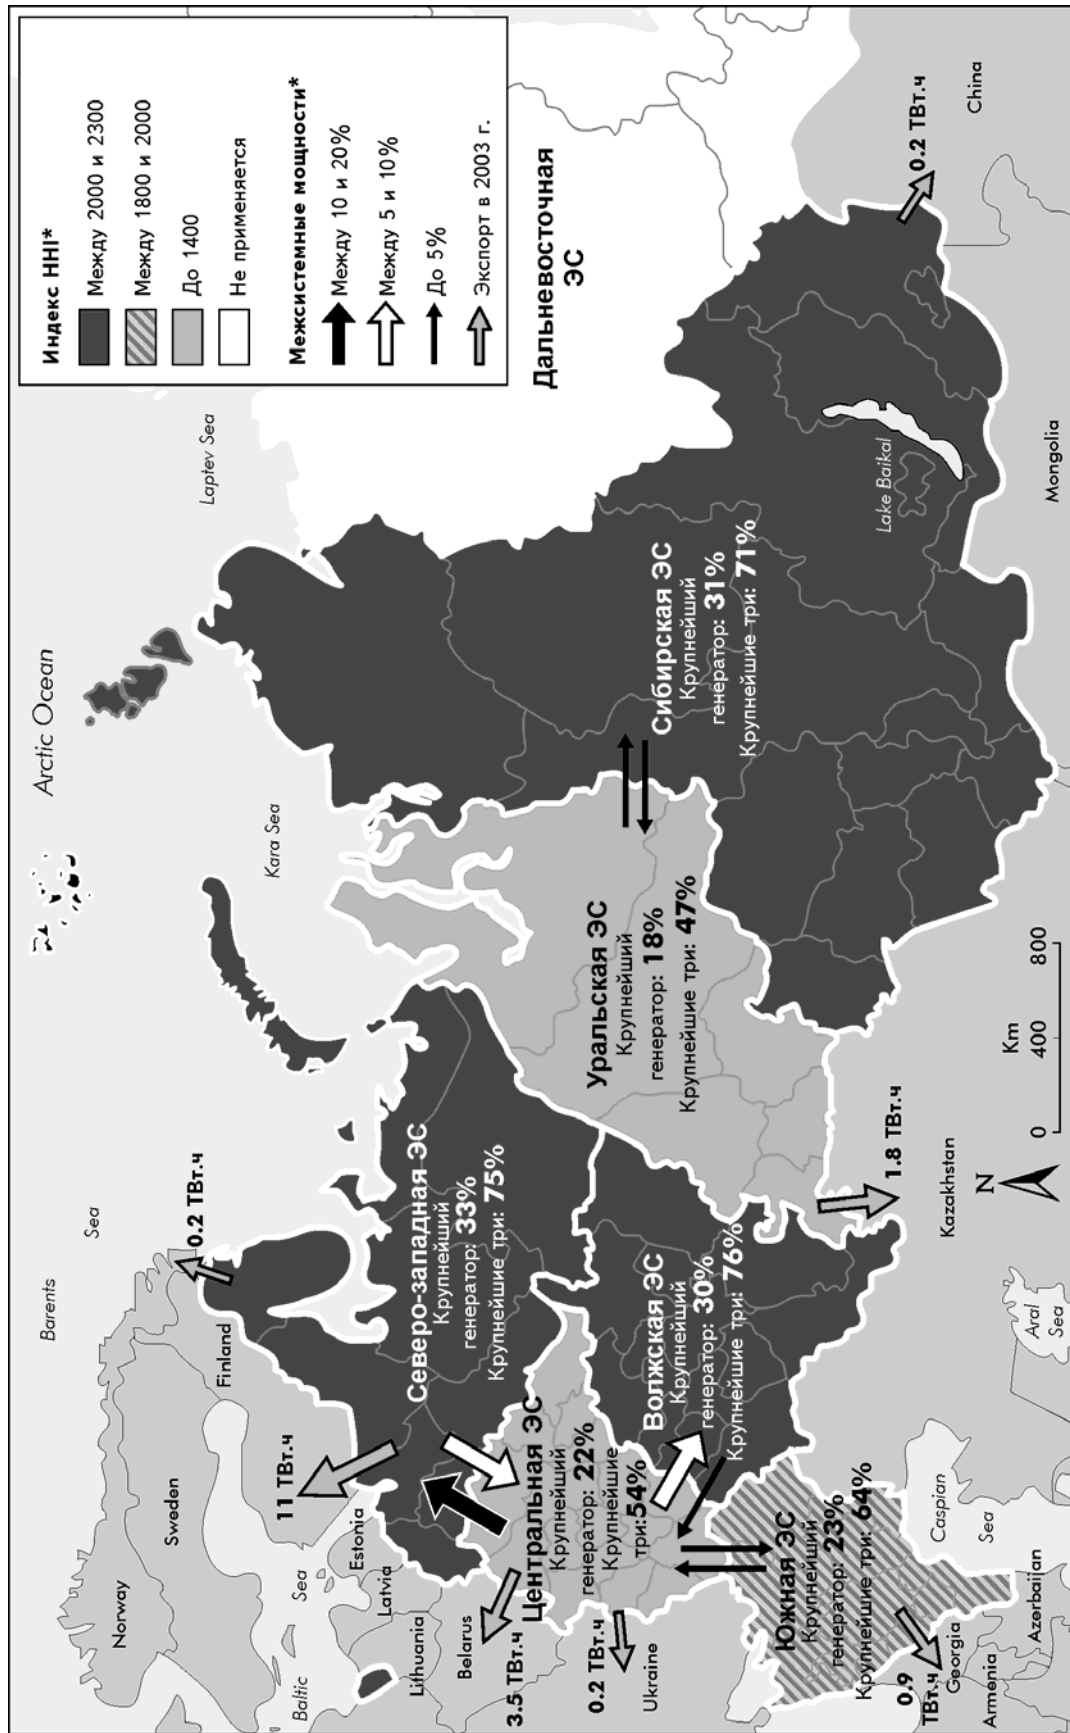 Индекс HHI*
Между 2000 и 2300
Между 1800 и 2000
До 1400
Не применяется
Межсистемные мощности*
Между 10 и 20%
Между 5 и 10%
До 5%
Экспорт в 2003 г.
Arctic Ocean
Laptev Sea
Kara Sea
Barents
Sea
Norway
Sweden
Finland
Baltic
Sea
Estonia
Latvia
Lithuania
Belarus
Ukraine
11 ТВт.ч
0.2 ТВт.ч
3.5 ТВт.ч
0.2 ТВт.ч
Северо-западная ЭС
Крупнейший
генератор: 33%
Крупнейшие три: 75%
Центральная ЭС
Крупнейший
генератор: 22%
Крупнейшие
три:54%
Волжская ЭС
Крупнейший
генератор: 30%
Крупнейшие три: 76%
Южная ЭС
Крупнейший
генератор: 23%
Крупнейшие три: 64%
0.9
ТВт.ч
Georgia
Armenia
Azerbaijan
Caspian
Sea
Aral
Sea
Уральская ЭС
Крупнейший
генератор: 18%
Крупнейшие три: 47%
1.8 ТВт.ч
Kazakhstan
N
Km
0
400
800
Сибирская ЭС
Крупнейший
генератор: 31%
Крупнейшие три: 71%
Дальневосточная
ЭС
Lake Baikal
0.2 ТВт.ч
China
Mongolia